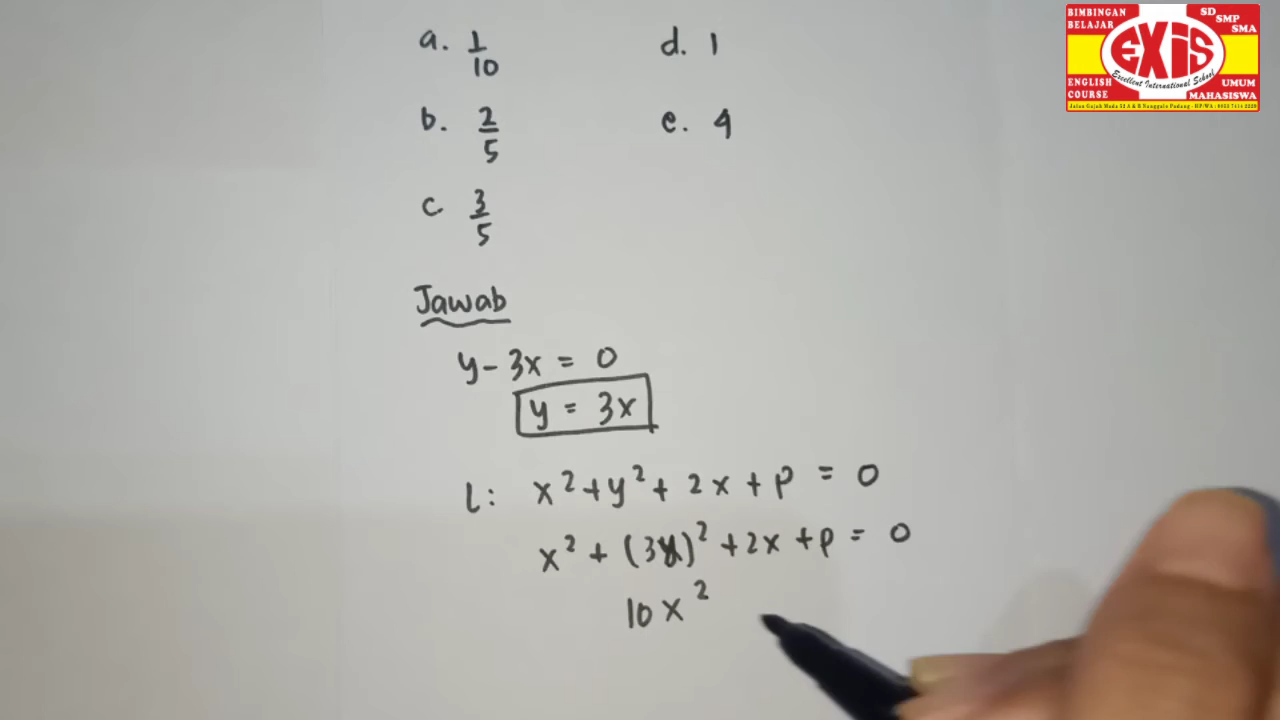 BIMBINGAN BELAJAR
SD SMP SMA
EXIS
Excellent International School
ENGLISH COURSE
UMUM MAHASISWA
a. 1/10
d. 1
b. 2/5
e. 4
c 3/5
Jawab
y - 3x = 0
y = 3x
L: x² + y² + 2x + p = 0
x² + (3x)² + 2x + p = 0
10x²